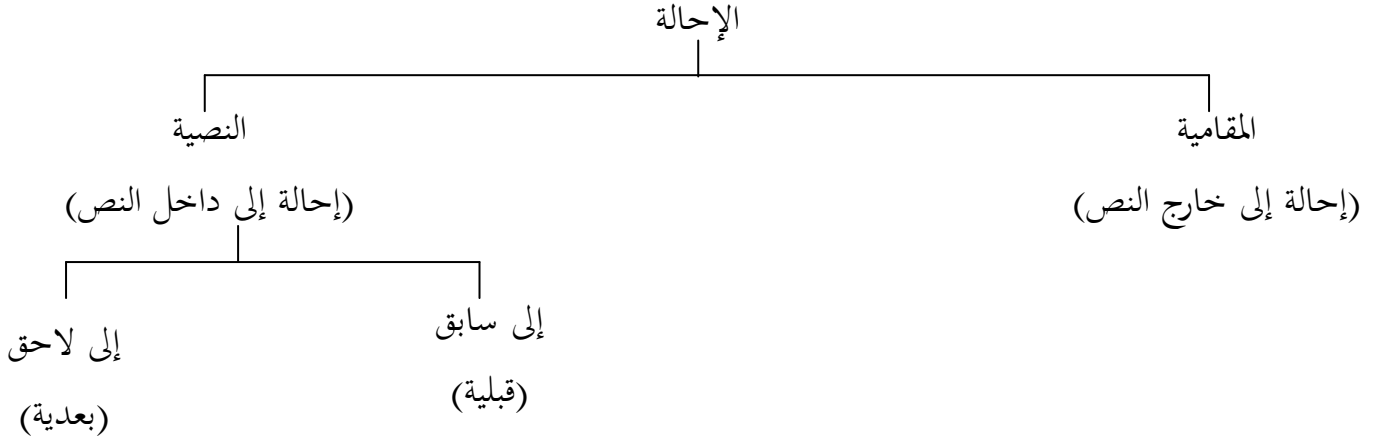 الإحالة
المقامية
(إحالة إلى خارج النص)
النصية
(إحالة إلى داخل النص)
إلى سابق
(قبلية)
إلى لاحق
(بعدية)